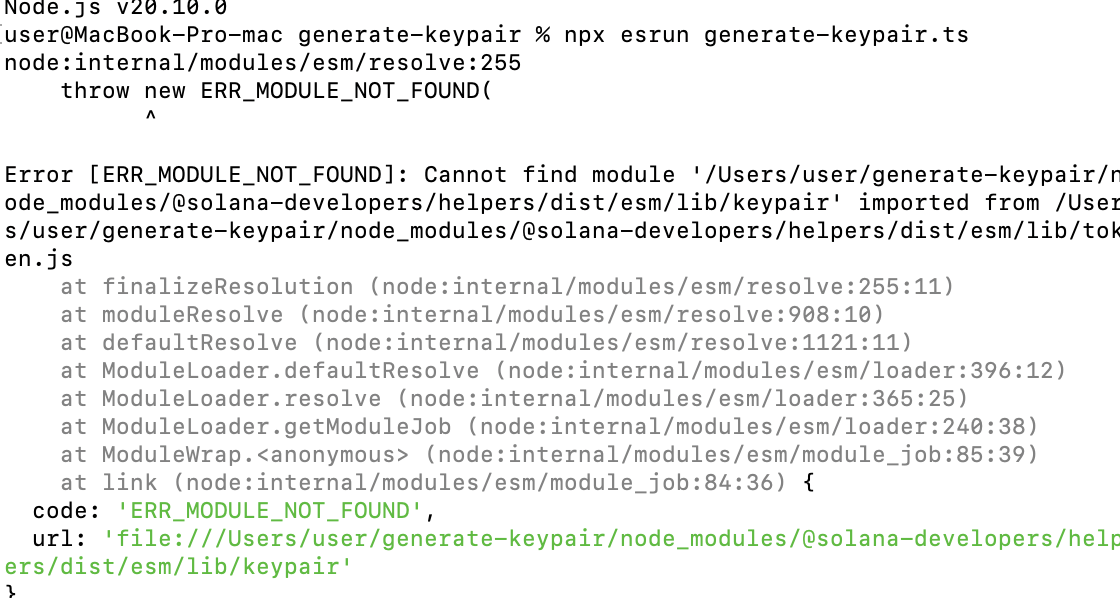 Node.js v20.10.0
user@MacBook-Pro-mac generate-keypair % npx esrun generate-keypair.ts
node:internal/modules/esm/resolve:255
    throw new ERR_MODULE_NOT_FOUND(
          ^
Error [ERR_MODULE_NOT_FOUND]: Cannot find module '/Users/user/generate-keypair/n
ode_modules/@solana-developers/helpers/dist/esm/lib/keypair' imported from /User
s/user/generate-keypair/node_modules/@solana-developers/helpers/dist/esm/lib/tok
en.js
    at finalizeResolution (node:internal/modules/esm/resolve:255:11)
    at moduleResolve (node:internal/modules/esm/resolve:908:10)
    at defaultResolve (node:internal/modules/esm/resolve:1121:11)
    at ModuleLoader.defaultResolve (node:internal/modules/esm/loader:396:12)
    at ModuleLoader.resolve (node:internal/modules/esm/loader:365:25)
    at ModuleLoader.getModuleJob (node:internal/modules/esm/loader:240:38)
    at ModuleWrap.<anonymous> (node:internal/modules/esm/module_job:85:39)
    at link (node:internal/modules/esm/module_job:84:36) {
  code: 'ERR_MODULE_NOT_FOUND',
  url: 'file:///Users/user/generate-keypair/node_modules/@solana-developers/help
ers/dist/esm/lib/keypair'
}